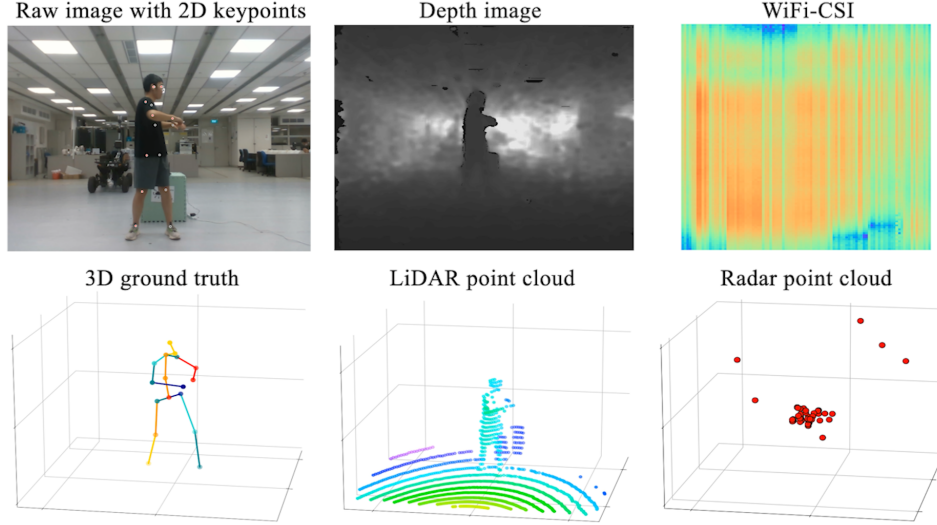 Raw image with 2D keypoints
Depth image
WiFi-CSI
3D ground truth
LiDAR point cloud
Radar point cloud